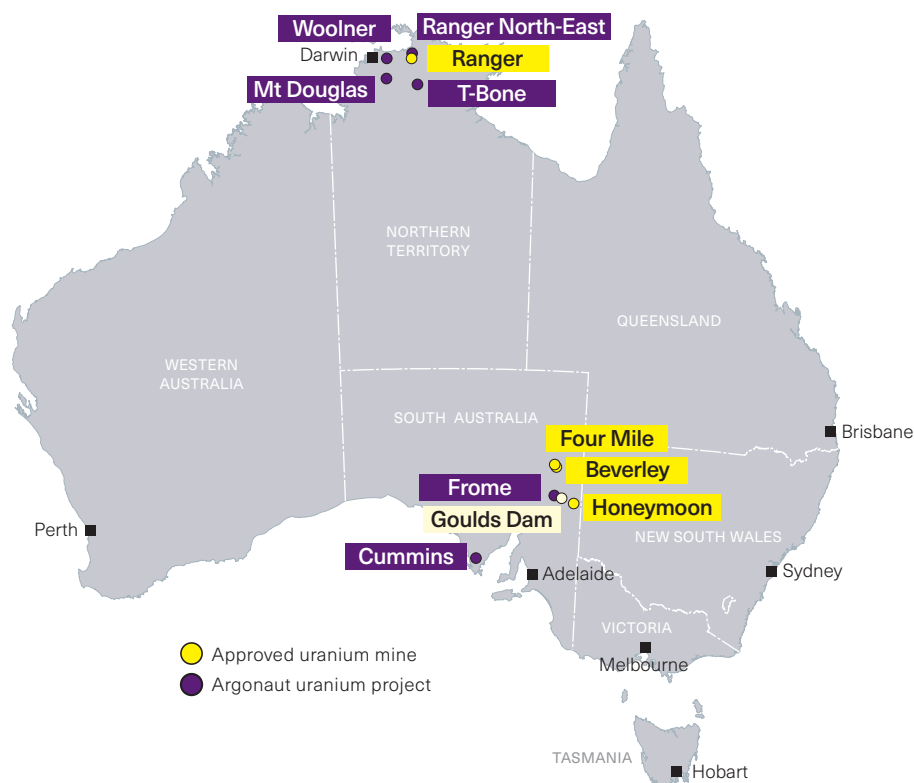 Woolner
Ranger North-East
Darwin
Ranger
Mt Douglas
T-Bone
NORTHERN
TERRITORY
QUEENSLAND
WESTERN
AUSTRALIA
SOUTH AUSTRALIA
Four Mile
Brisbane
Beverley
Frome
Honeymoon
Goulds Dam
Perth
NEW SOUTH WALES
Cummins
Adelaide
Sydney
VICTORIA
Melbourne
Approved uranium mine
Argonaut uranium project
TASMANIA
Hobart